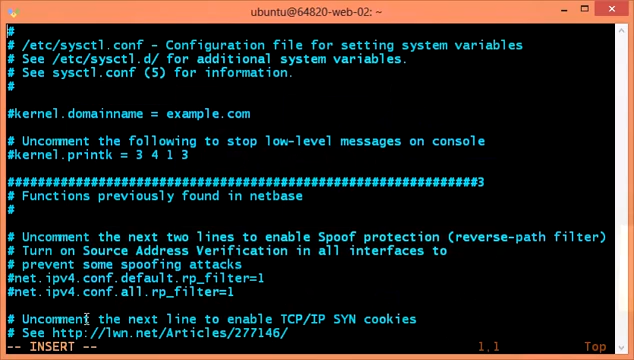 ubuntu@64820-web-02: ~
#
# /etc/sysctl.conf - Configuration file for setting system variables
# See /etc/sysctl.d/ for additional system variables.
# See sysctl.conf (5) for information.
#
#kernel.domainname = example.com
# Uncomment the following to stop low-level messages on console
#kernel.printk = 3 4 1 3
##############################################################3
# Functions previously found in netbase
#
# Uncomment the next two lines to enable Spoof protection (reverse-path filter)
# Turn on Source Address Verification in all interfaces to
# prevent some spoofing attacks
#net.ipv4.conf.default.rp_filter=1
#net.ipv4.conf.all.rp_filter=1
# Uncomment the next line to enable TCP/IP SYN cookies
# See http://lwn.net/Articles/277146/
-- INSERT -- 1,1 Top